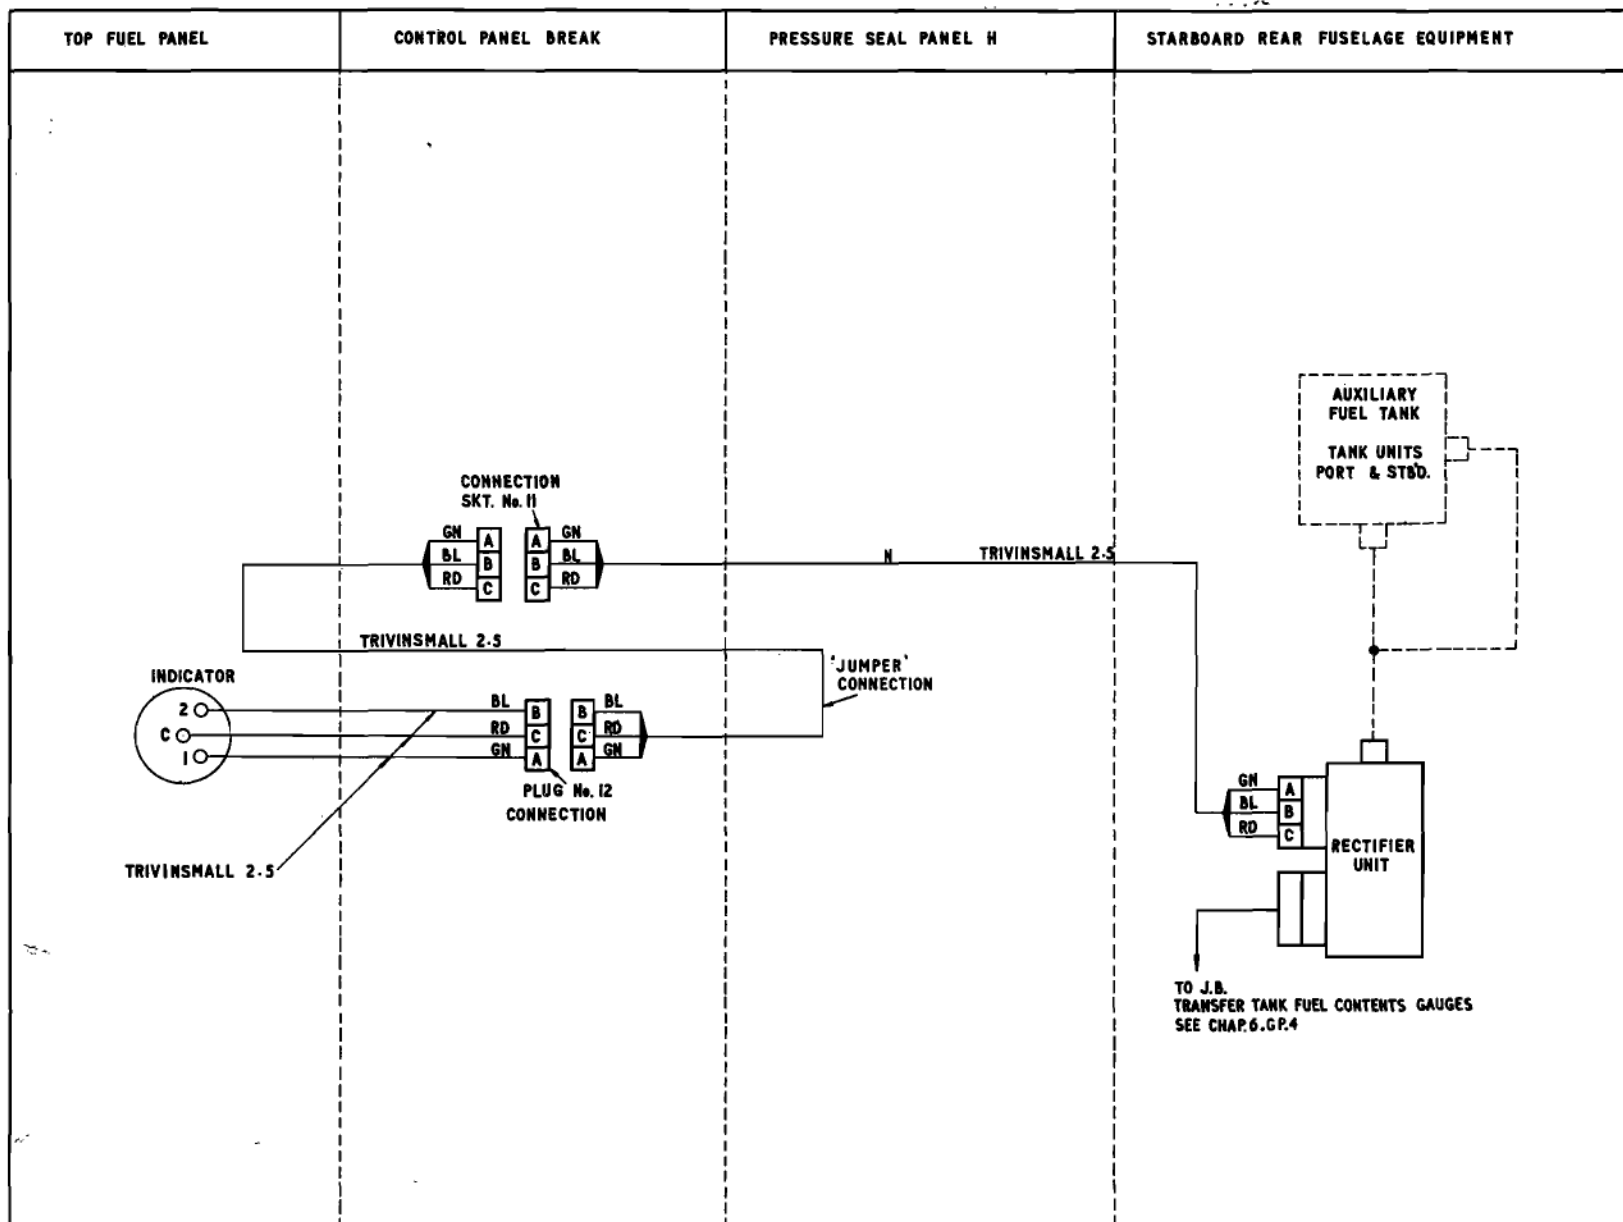 TOP FUEL PANEL
CONTROL PANEL BREAK
PRESSURE SEAL PANEL H
STARBOARD REAR FUSELAGE EQUIPMENT
AUXILIARY
FUEL TANK
TANK UNITS
PORT & STB'D.
CONNECTION
SKT. No. 11
GN
A
A
GN
BL
B
B
BL
RD
C
C
RD
N
TRIVINSMALL 2·5
TRIVINSMALL 2·5
'JUMPER'
CONNECTION
INDICATOR
2
BL
B
B
BL
C
RD
C
C
RD
1
GN
A
A
GN
PLUG No. 12
CONNECTION
TRIVINSMALL 2·5
GN
A
BL
B
RD
C
RECTIFIER
UNIT
TO J.B.
TRANSFER TANK FUEL CONTENTS GAUGES
SEE CHAP.6.GP.4